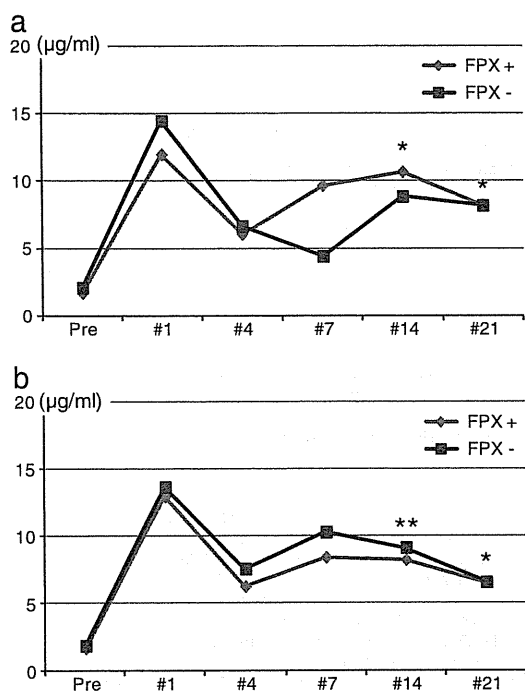 a
20 (µg/ml)
FPX +
FPX -
15
*
10
*
5
0
Pre #1 #4 #7 #14 #21
b
20 (µg/ml)
FPX +
FPX -
15
**
10
*
5
0
Pre #1 #4 #7 #14 #21